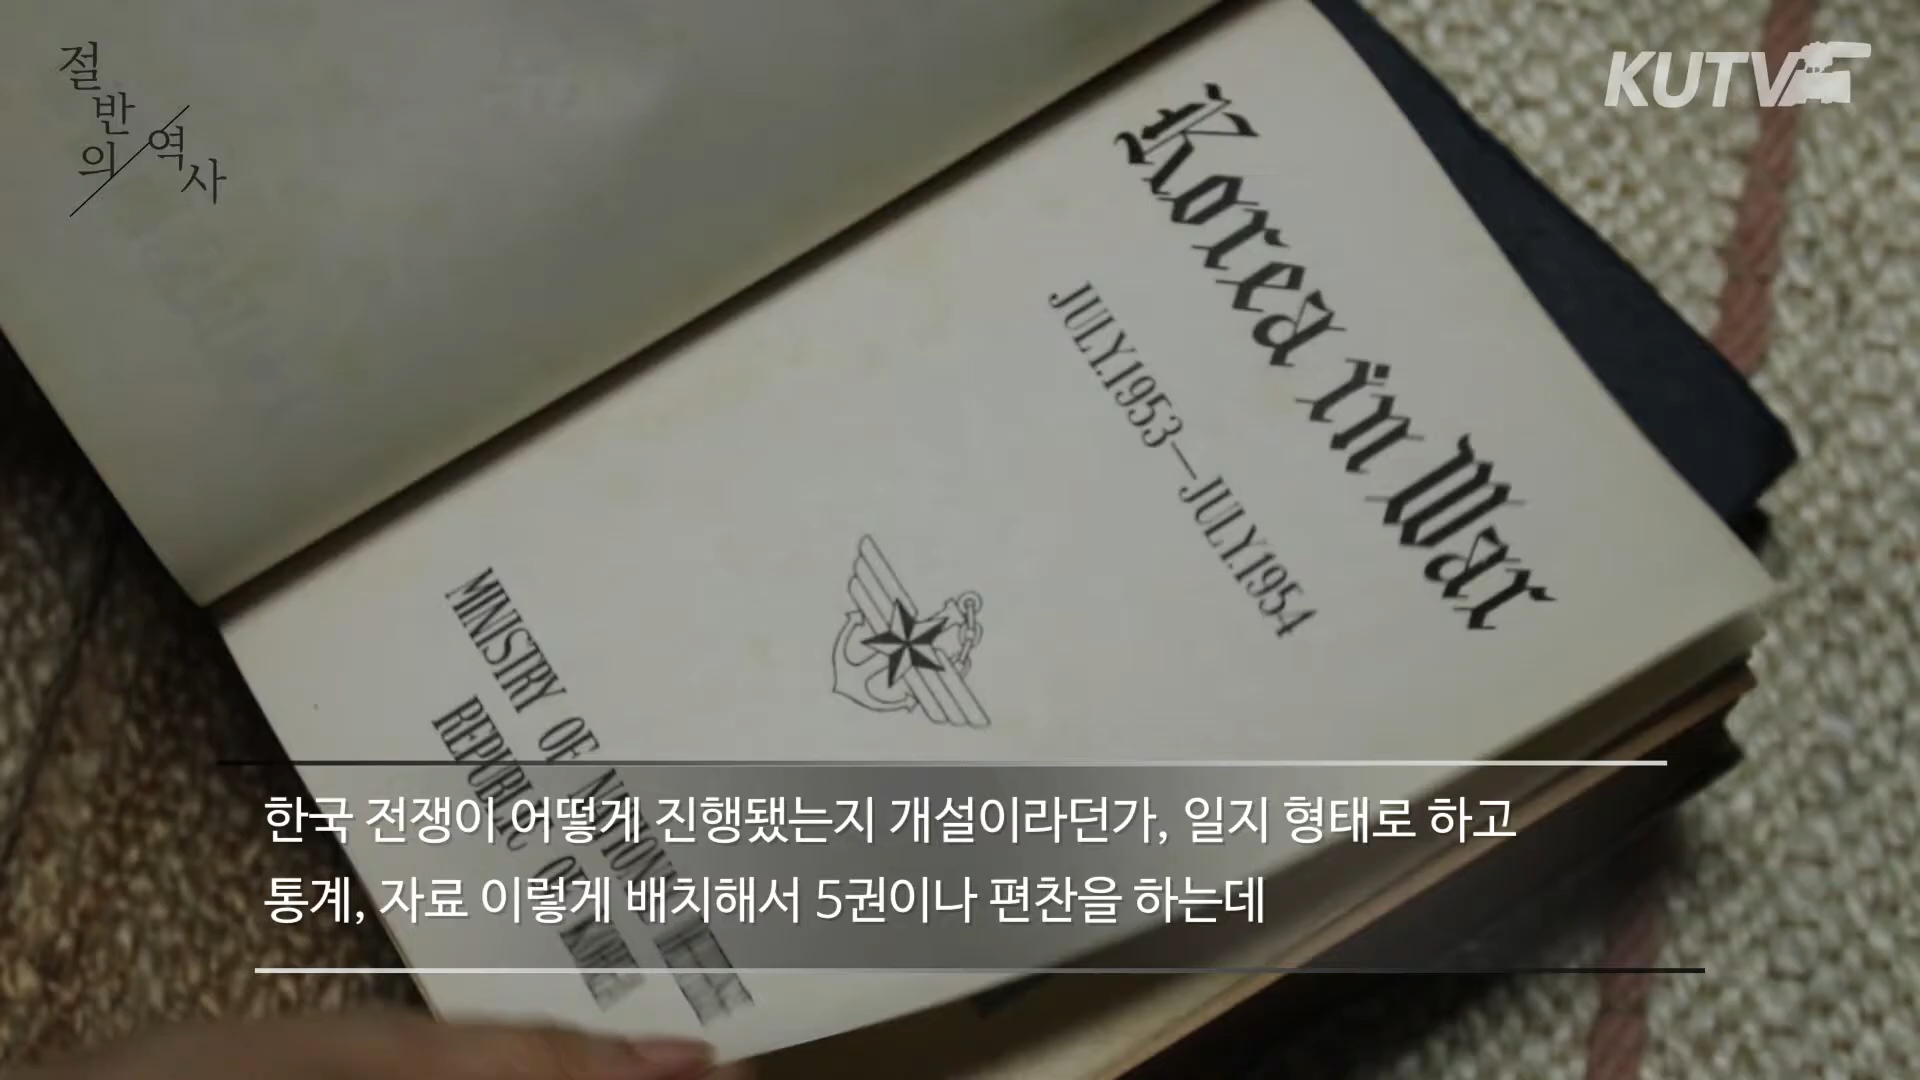 절
반
의
역
사
KUTV
Korea in War
JULY.1953—JULY.1954
MINISTRY OF
REPUBLIC
한국 전쟁이 어떻게 진행됐는지 개설이라던가, 일지 형태로 하고
통계, 자료 이렇게 배치해서 5권이나 편찬을 하는데